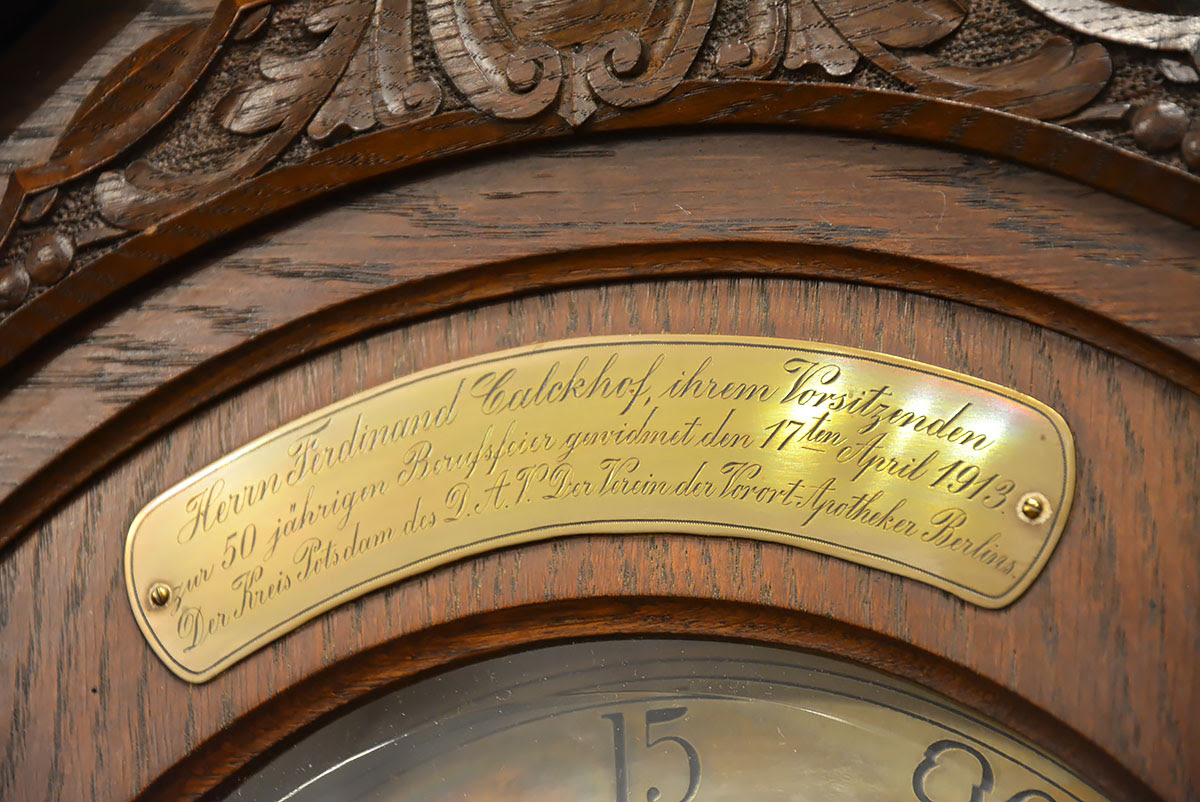 Herrn Ferdinand Calckhof, ihrem Vorsitzenden
zur 50 jährigen Berufsfeier gewidmet den 17ten April 1913.
Der Kreis Potsdam des D. A. V. Der Verein der Vorort-Apotheker Berlins.
15